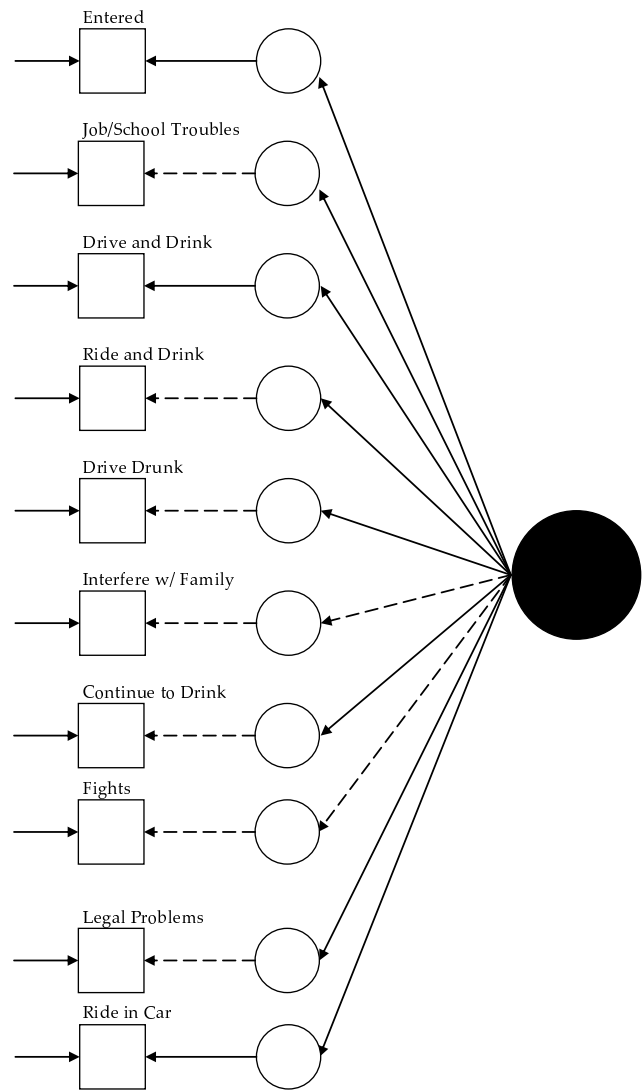 Entered
Job/School Troubles
Drive and Drink
Ride and Drink
Drive Drunk
Interfere w/ Family
Continue to Drink
Fights
Legal Problems
Ride in Car